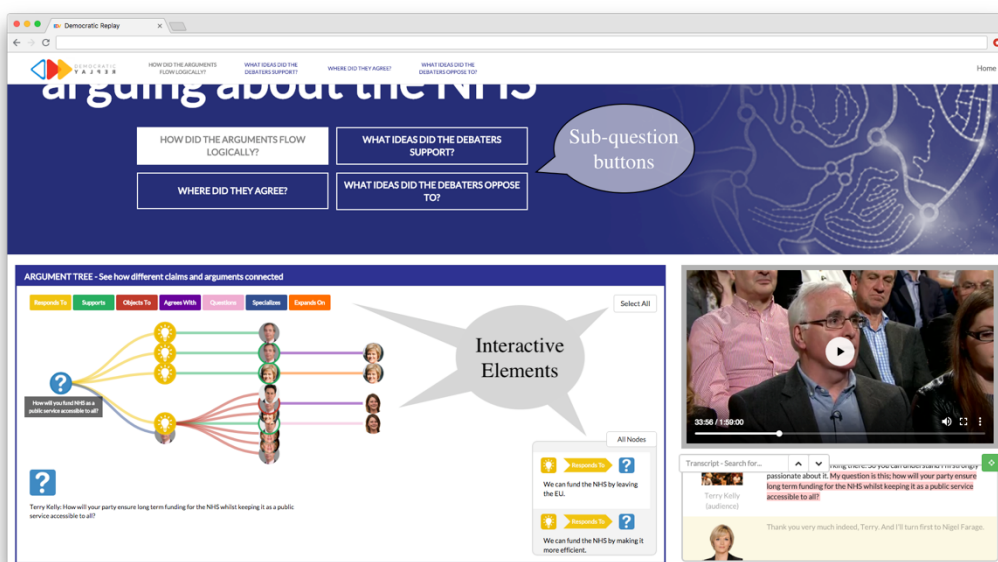 Democratic Replay
DEMOCRATIC
REPLAY
HOW DID THE ARGUMENTS
FLOW LOGICALLY?
WHAT IDEAS DID THE
DEBATERS SUPPORT?
WHERE DID THEY AGREE?
WHAT IDEAS DID THE
DEBATERS OPPOSE TO?
Home
arguing about the NHS
HOW DID THE ARGUMENTS FLOW
LOGICALLY?
WHAT IDEAS DID THE DEBATERS
SUPPORT?
WHERE DID THEY AGREE?
WHAT IDEAS DID THE DEBATERS OPPOSE
TO?
Sub-question
buttons
ARGUMENT TREE - See how different claims and arguments connected
Responds To
Supports
Objects To
Agrees With
Questions
Specializes
Expands On
Select All
?
How will you fund NHS as a
public service accessible to all?
Interactive
Elements
?
Terry Kelly: How will your party ensure long term funding for the NHS whilst keeping it as a public
service accessible to all?
All Nodes
Responds To
?
We can fund the NHS by leaving
the EU.
Responds To
?
We can fund the NHS by making it
more efficient.
33:56 / 1:59:00
Transcript - Search for...
passionate about it. My question is this; how will your party ensure
long term funding for the NHS whilst keeping it as a public service
accessible to all?
Terry Kelly
(audience)
Thank you very much indeed, Terry. And I'll turn first to Nigel Farage.